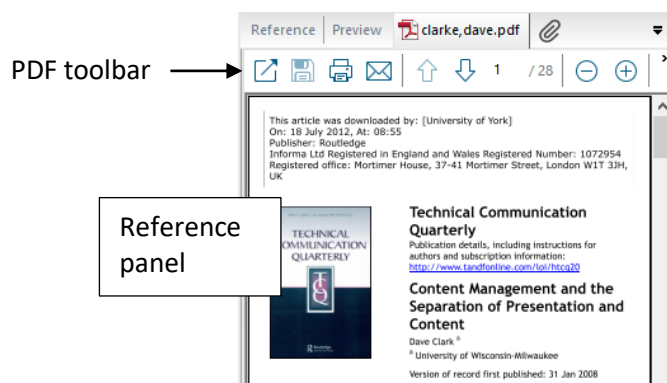 Reference Preview clarke,dave.pdf
PDF toolbar
1 / 28
This article was downloaded by: [University of York]
On: 18 July 2012, At: 08:55
Publisher: Routledge
Informa Ltd Registered in England and Wales Registered Number: 1072954
Registered office: Mortimer House, 37-41 Mortimer Street, London W1T 3JH,
UK
Reference
panel
TECHNICAL
COMMUNICATION
QUARTERLY
TCQ
Routledge
Technical Communication
Quarterly
Publication details, including instructions for
authors and subscription information:
http://www.tandfonline.com/loi/htcq20
Content Management and the
Separation of Presentation and
Content
Dave Clark a
a University of Wisconsin-Milwaukee
Version of record first published: 31 Jan 2008